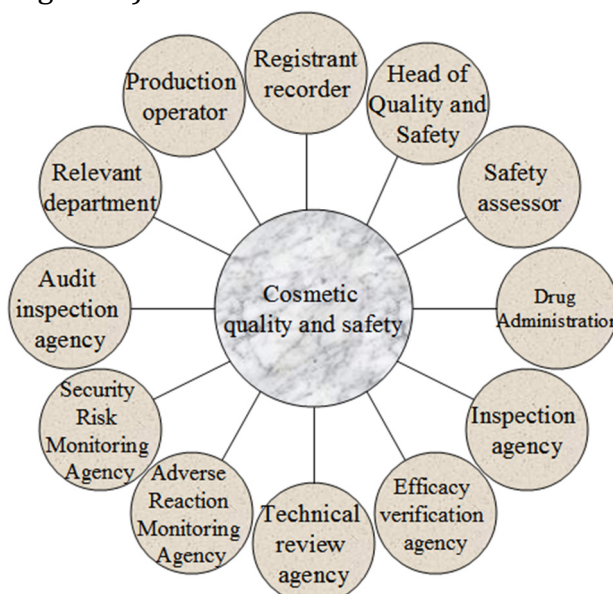 Registrant
recorder
Head of
Quality and
Safety
Safety
assessor
Drug
Administration
Inspection
agency
Efficacy
verification
agency
Technical
review
agency
Adverse
Reaction
Monitoring
Agency
Security
Risk
Monitoring
Agency
Audit
inspection
agency
Relevant
department
Production
operator
Cosmetic
quality and safety